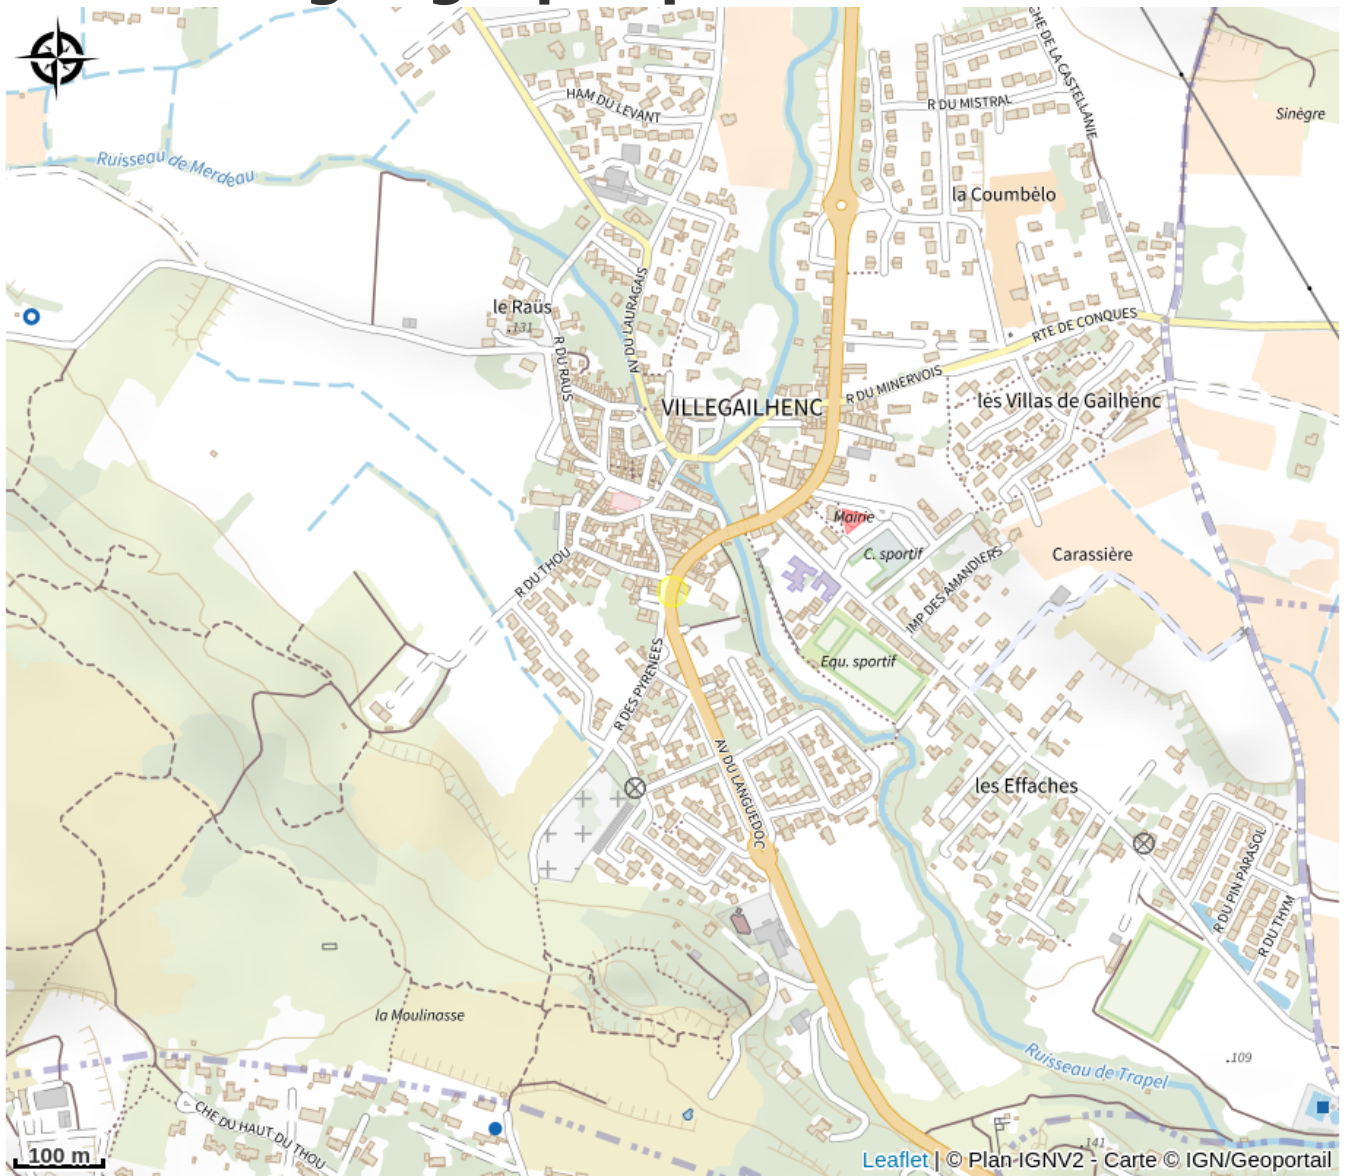 HAM DU LEVANT
R DU MISTRAL
CHE DE LA CASTELLANIE
Sinègre
Ruisseau de Merdeau
la Coumbèlo
le Raüs
.131
AV DU LAURAGAIS
R DU RAUS
RTE DE CONQUES
R DU MINERVOIS
VILLEGAILHENC
les Villas de Gailhenc
Mairie
C. sportif
Carassière
R DU THOU
IMP DES AMANDIERS
Equ. sportif
R DES PYRENEES
AV DU LANGUEDOC
les Effaches
R DU PIN PARASOL
R DU THYM
la Moulinasse
Ruisseau de Trapel
.109
CHE DU HAUT DU THOU
.141
100 m
Leaflet | © Plan IGNV2 - Carte © IGN/Geoportail